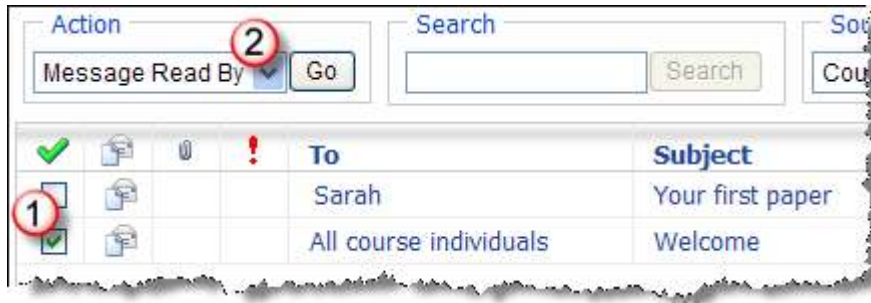 Action Search Sou
Message Read By Go Search Cou
2
To Subject
Sarah Your first paper
1
All course individuals Welcome